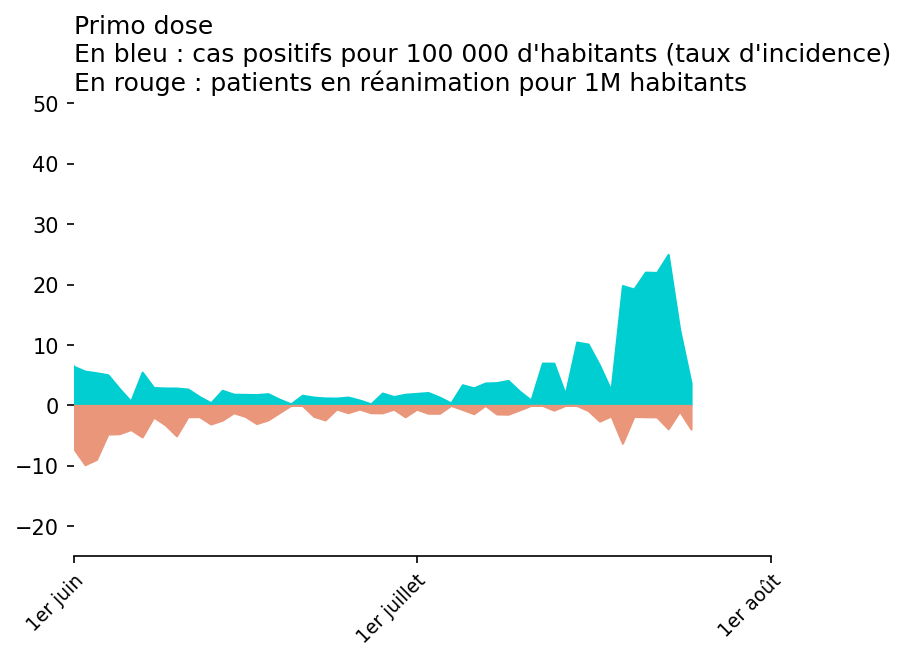 Primo dose
En bleu : cas positifs pour 100 000 d'habitants (taux d'incidence)
En rouge : patients en réanimation pour 1M habitants
50
40
30
20
10
0
−10
−20
1er juin
1er juillet
1er août